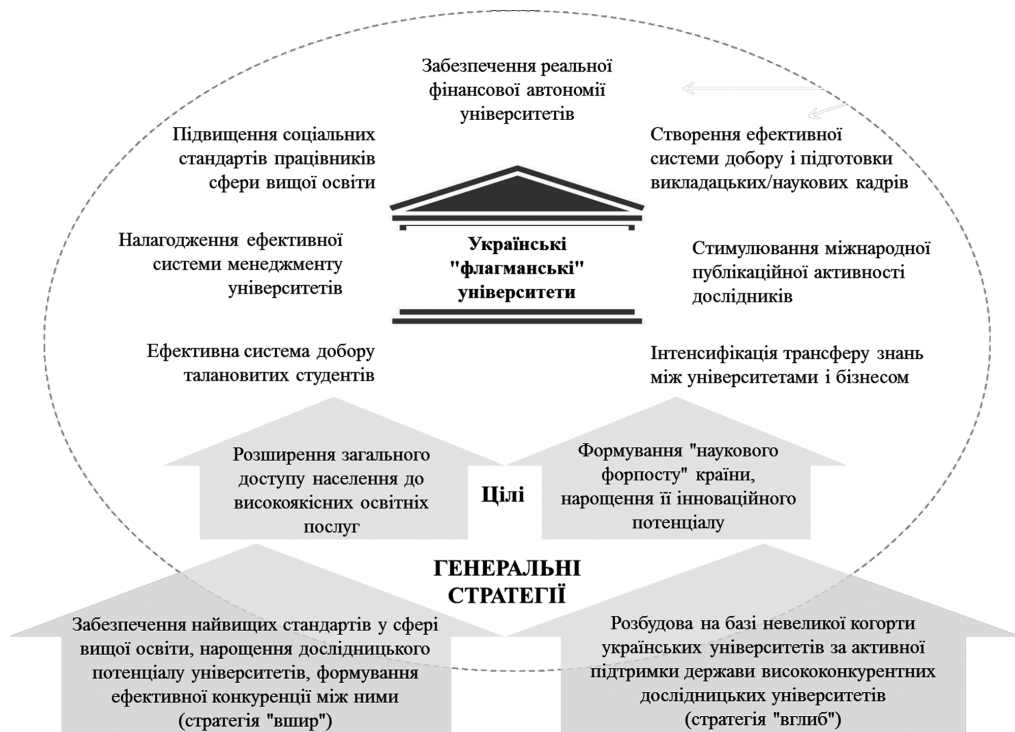 Забезпечення реальної
фінансової автономії
університетів
Підвищення соціальних
стандартів працівників
сфери вищої освіти
Створення ефективної
системи добору і підготовки
викладацьких/наукових кадрів
Налагодження ефективної
системи менеджменту
університетів
Українські
"флагманські"
університети
Стимулювання міжнародної
публікаційної активності
дослідників
Ефективна система добору
талановитих студентів
Інтенсифікація трансферу знань
між університетами і бізнесом
Розширення загального
доступу населення до
високоякісних освітніх
послуг
Цілі
Формування "наукового
форпосту" країни,
нарощення її інноваційного
потенціалу
ГЕНЕРАЛЬНІ
СТРАТЕГІЇ
Забезпечення найвищих стандартів у сфері
вищої освіти, нарощення дослідницького
потенціалу університетів, формування
ефективної конкуренції між ними
(стратегія "вшир")
Розбудова на базі невеликої когорти
українських університетів за активної
підтримки держави висококонкурентних
дослідницьких університетів
(стратегія "вглиб")